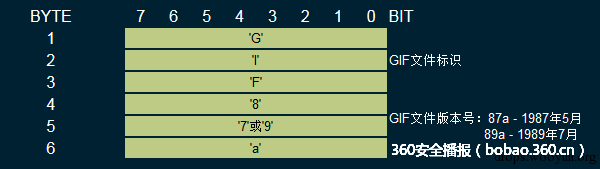 BYTE 7 6 5 4 3 2 1 0 BIT
1 'G'
2 'I' GIF文件标识
3 'F'
4 '8'
GIF文件版本号：87a - 1987年5月
5 '7'或'9'
89a - 1989年7月
6 'a' 360安全播报（bobao.360.cn）